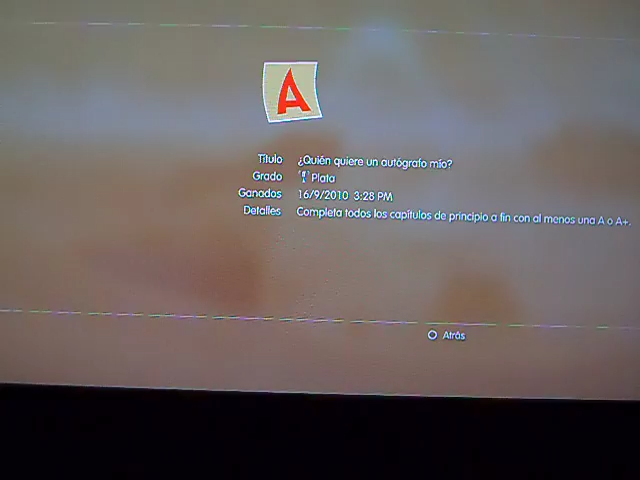 A
Título ¿Quién quiere un autógrafo mío?
Grado Plata
Ganados 16/9/2010 3:28 PM
Detalles Completa todos los capítulos de principio a fin con al menos una A o A+.
Atrás